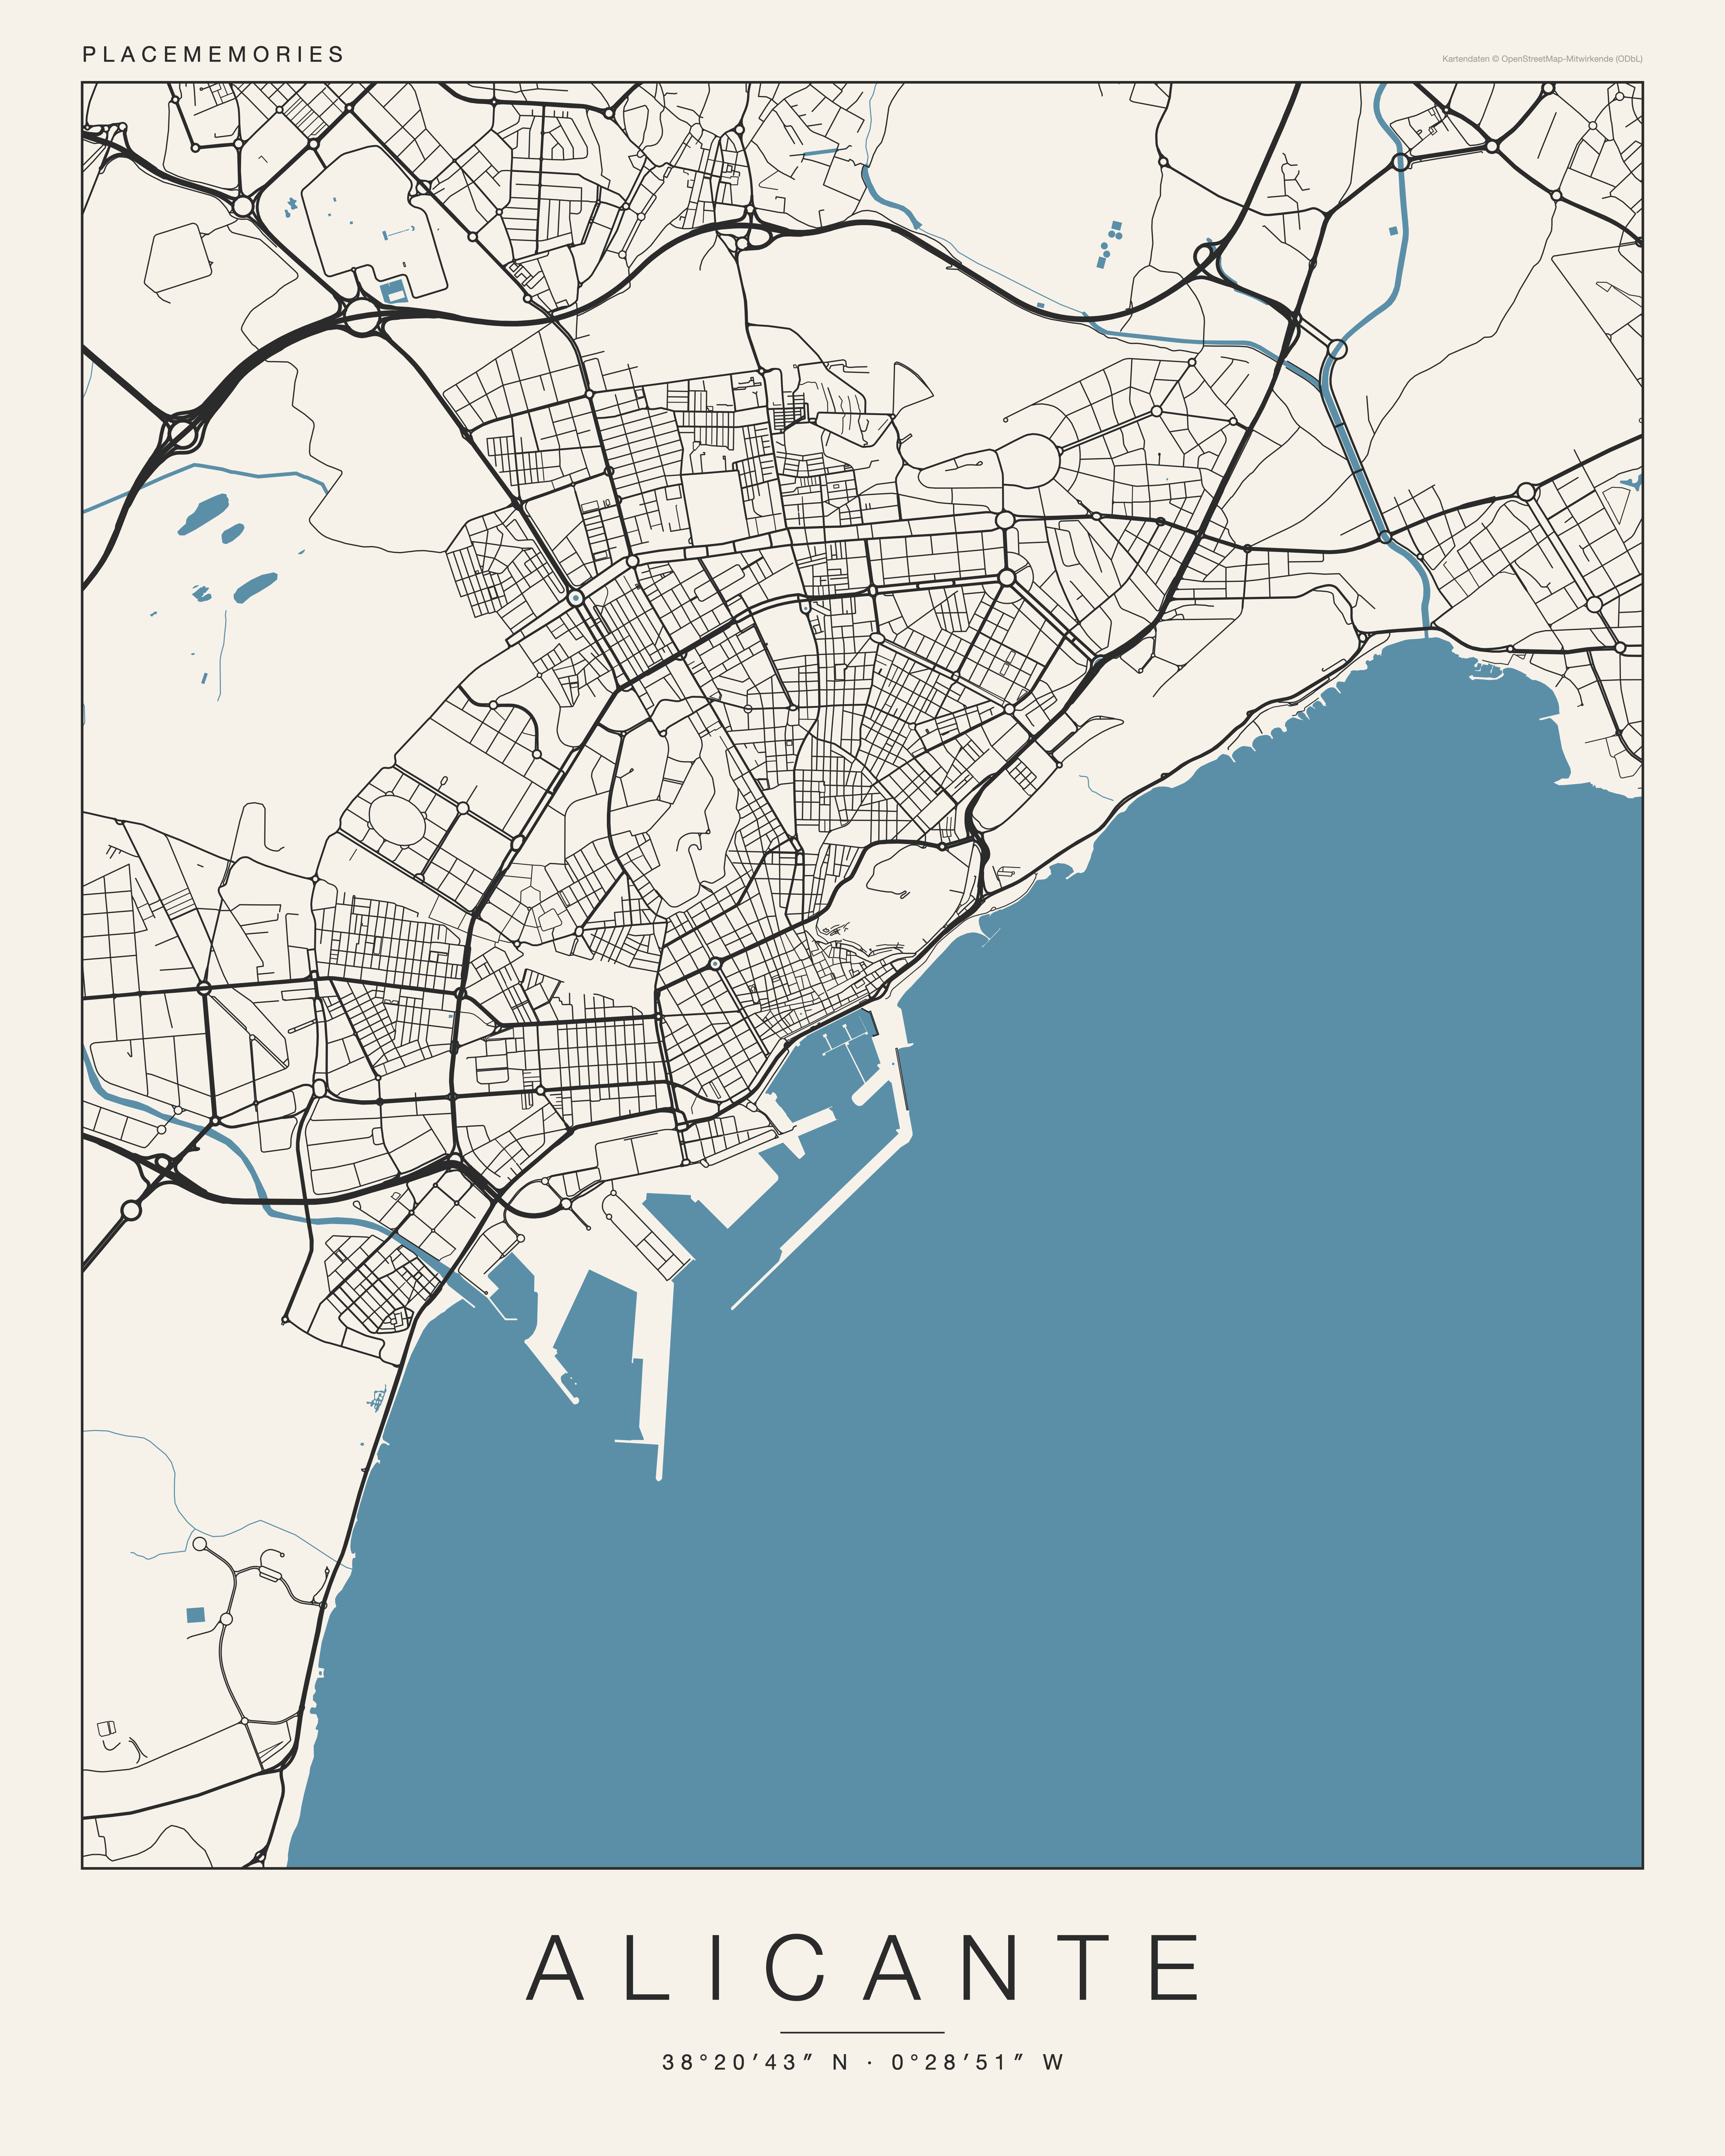 PLACEMEMORIES
Kartendaten © OpenStreetMap-Mitwirkende (ODbL)
ALICANTE
38°20′43″ N · 0°28′51″ W